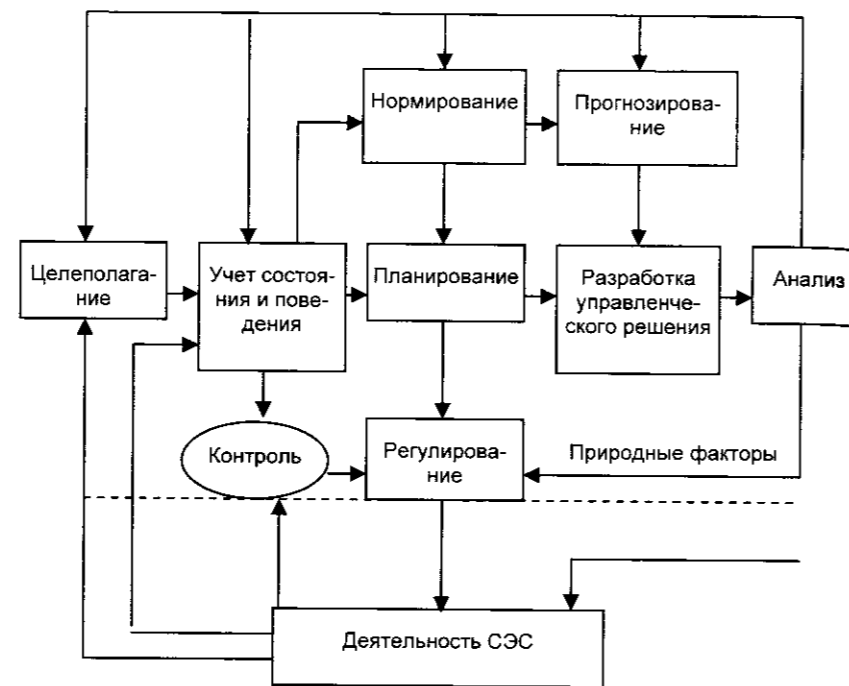 Нормирование
Прогнозирова-
ние
Целеполага-
ние
Учет состоя-
ния и пове-
дения
Планирование
Разработка
управленче-
ского решения
Анализ
Контроль
Регулирова-
ние
Природные факторы
Деятельность СЭС